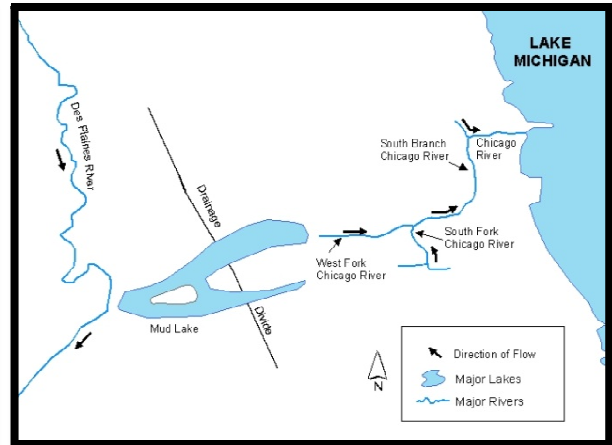 LAKE
MICHIGAN
Des Plaines River
Drainage
Divide
South Branch
Chicago River
Chicago
River
South Fork
Chicago River
West Fork
Chicago River
Mud Lake
N
Direction of Flow
Major Lakes
Major Rivers